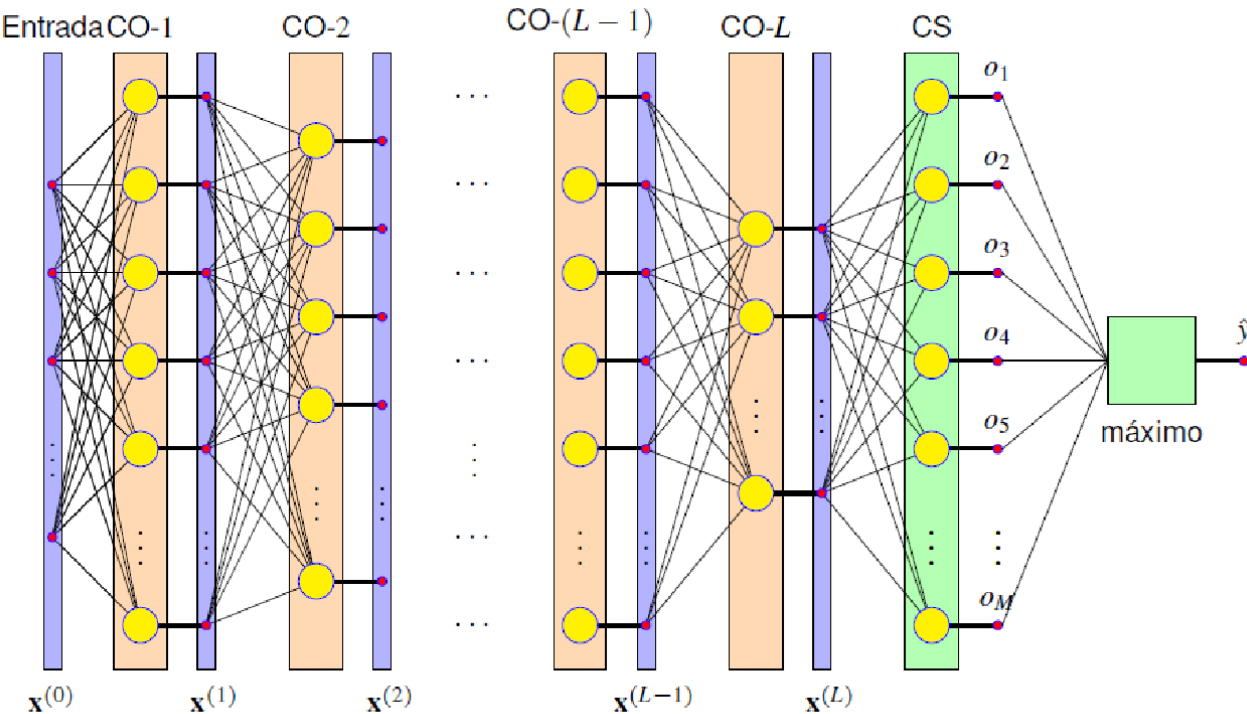 Entrada CO-1 CO-2 CO-(L − 1) CO-L CS
o₁
o₂
o₃
o₄
o₅
o_M
ŷ
máximo
x⁽⁰⁾ x⁽¹⁾ x⁽²⁾ x⁽ᴸ⁻¹⁾ x⁽ᴸ⁾